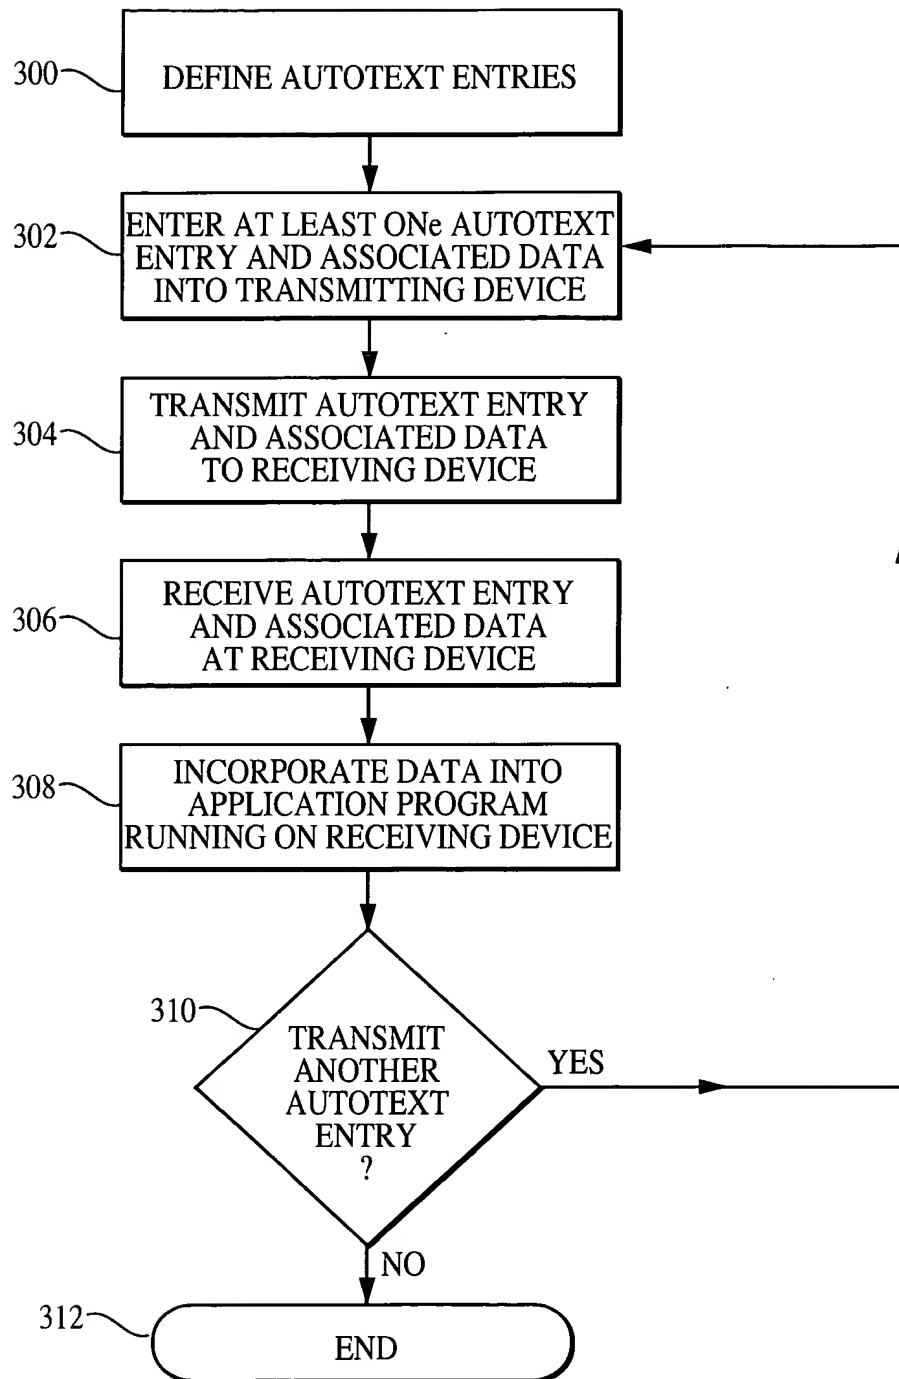 300
DEFINE AUTOTEXT ENTRIES
302
ENTER AT LEAST ONe AUTOTEXT
ENTRY AND ASSOCIATED DATA
INTO TRANSMITTING DEVICE
304
TRANSMIT AUTOTEXT ENTRY
AND ASSOCIATED DATA
TO RECEIVING DEVICE
306
RECEIVE AUTOTEXT ENTRY
AND ASSOCIATED DATA
AT RECEIVING DEVICE
308
INCORPORATE DATA INTO
APPLICATION PROGRAM
RUNNING ON RECEIVING DEVICE
310
TRANSMIT
ANOTHER
AUTOTEXT
ENTRY
?
YES
NO
312
END